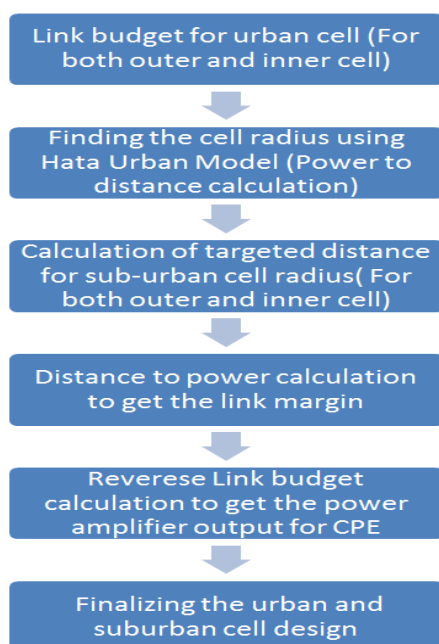 Link budget for urban cell (For
both outer and inner cell)
Finding the cell radius using
Hata Urban Model (Power to
distance calculation)
Calculation of targeted distance
for sub-urban cell radius( For
both outer and inner cell)
Distance to power calculation
to get the link margin
Reverese Link budget
calculation to get the power
amplifier output for CPE
Finalizing the urban and
suburban cell design